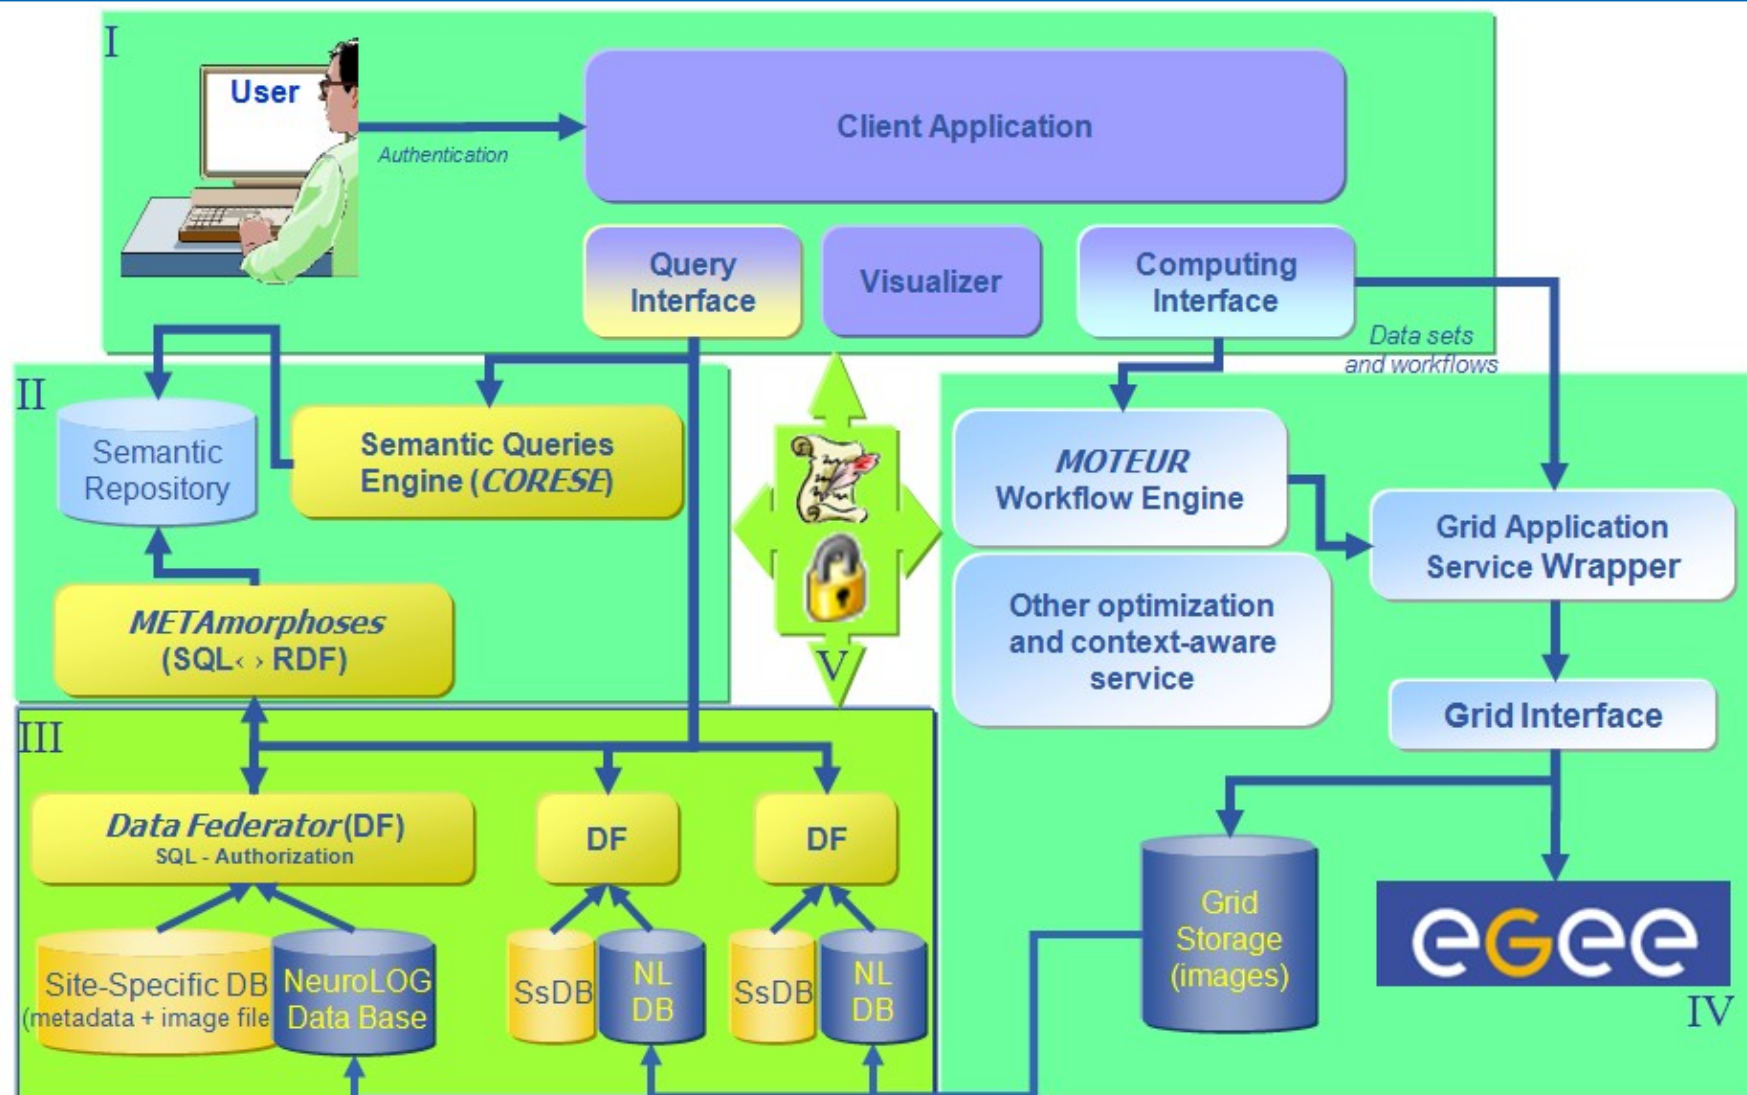 I
User
Authentication
Client Application
Query
Interface
Visualizer
Computing
Interface
Data sets
and workflows
II
Semantic
Repository
Semantic Queries
Engine (CORESE)
METAmorphoses
(SQL‹ › RDF)
V
MOTEUR
Workflow Engine
Other optimization
and context-aware
service
Grid Application
Service Wrapper
Grid Interface
III
Data Federator(DF)
SQL - Authorization
DF
DF
Site-Specific DB
(metadata + image file
NeuroLOG
Data Base
SsDB
NL
DB
SsDB
NL
DB
Grid
Storage
(images)
eGee
IV